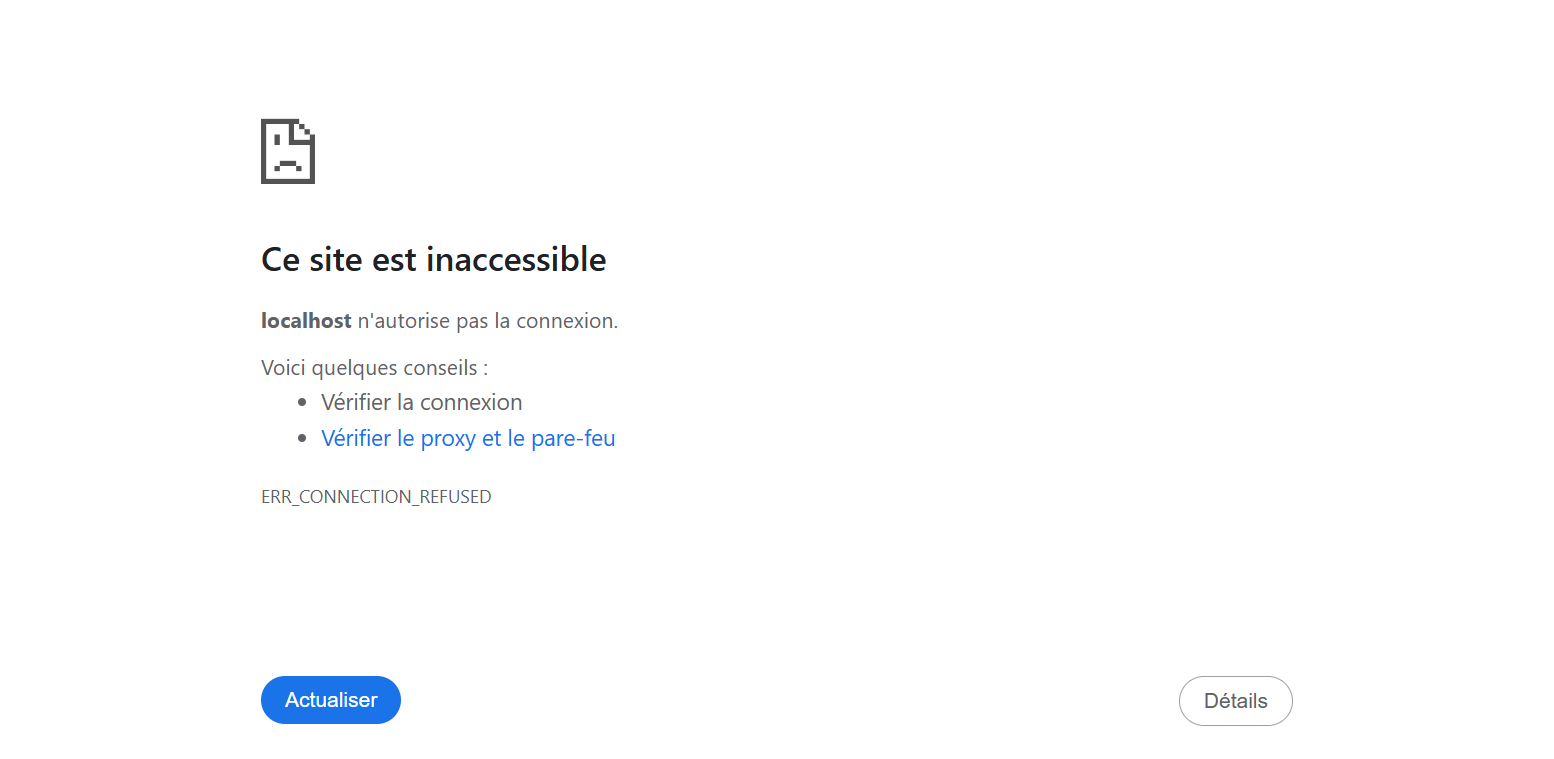 Ce site est inaccessible
localhost n'autorise pas la connexion.
Voici quelques conseils :
Vérifier la connexion
Vérifier le proxy et le pare-feu
ERR_CONNECTION_REFUSED
Actualiser
Détails